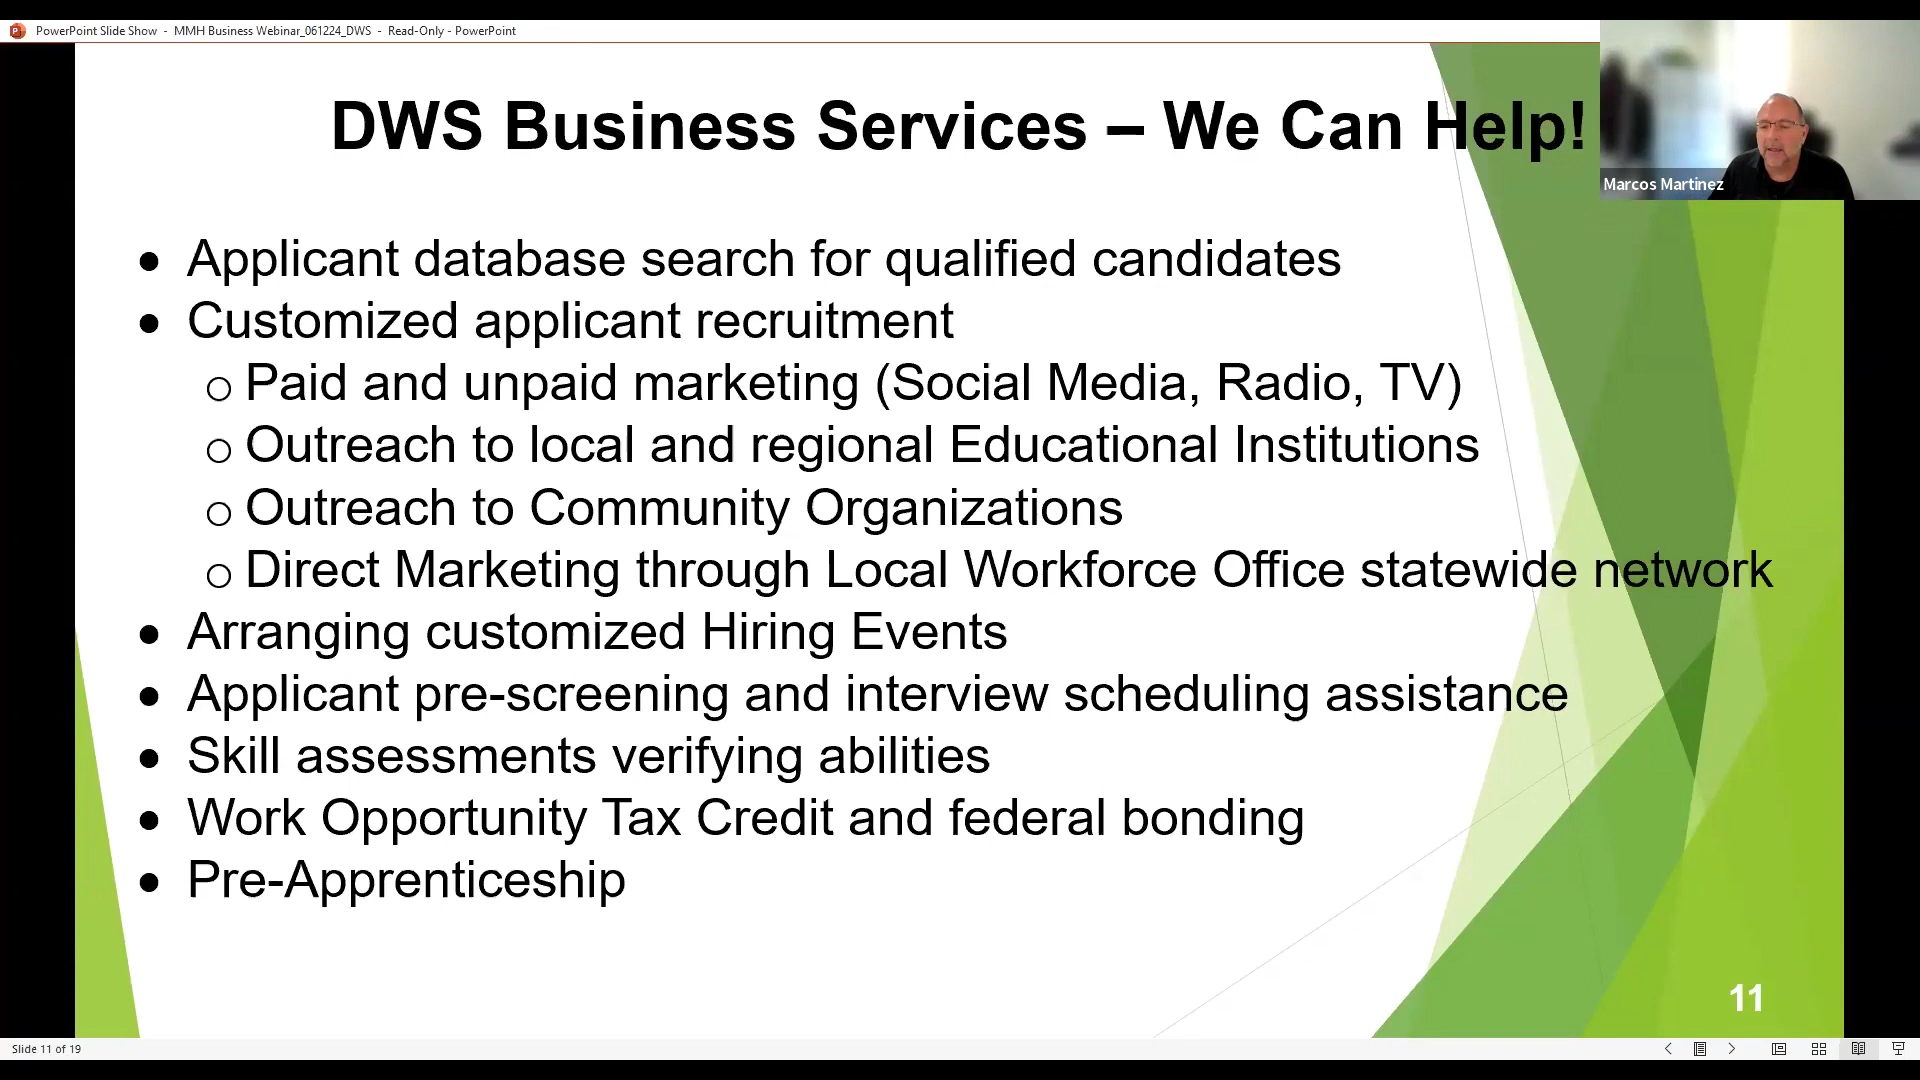 PowerPoint Slide Show - MMH Business Webinar_061224_DWS - Read-Only - PowerPoint
DWS Business Services – We Can Help!
Marcos Martinez
● Applicant database search for qualified candidates
● Customized applicant recruitment
o Paid and unpaid marketing (Social Media, Radio, TV)
o Outreach to local and regional Educational Institutions
o Outreach to Community Organizations
o Direct Marketing through Local Workforce Office statewide network
● Arranging customized Hiring Events
● Applicant pre-screening and interview scheduling assistance
● Skill assessments verifying abilities
● Work Opportunity Tax Credit and federal bonding
● Pre-Apprenticeship
11
Slide 11 of 19